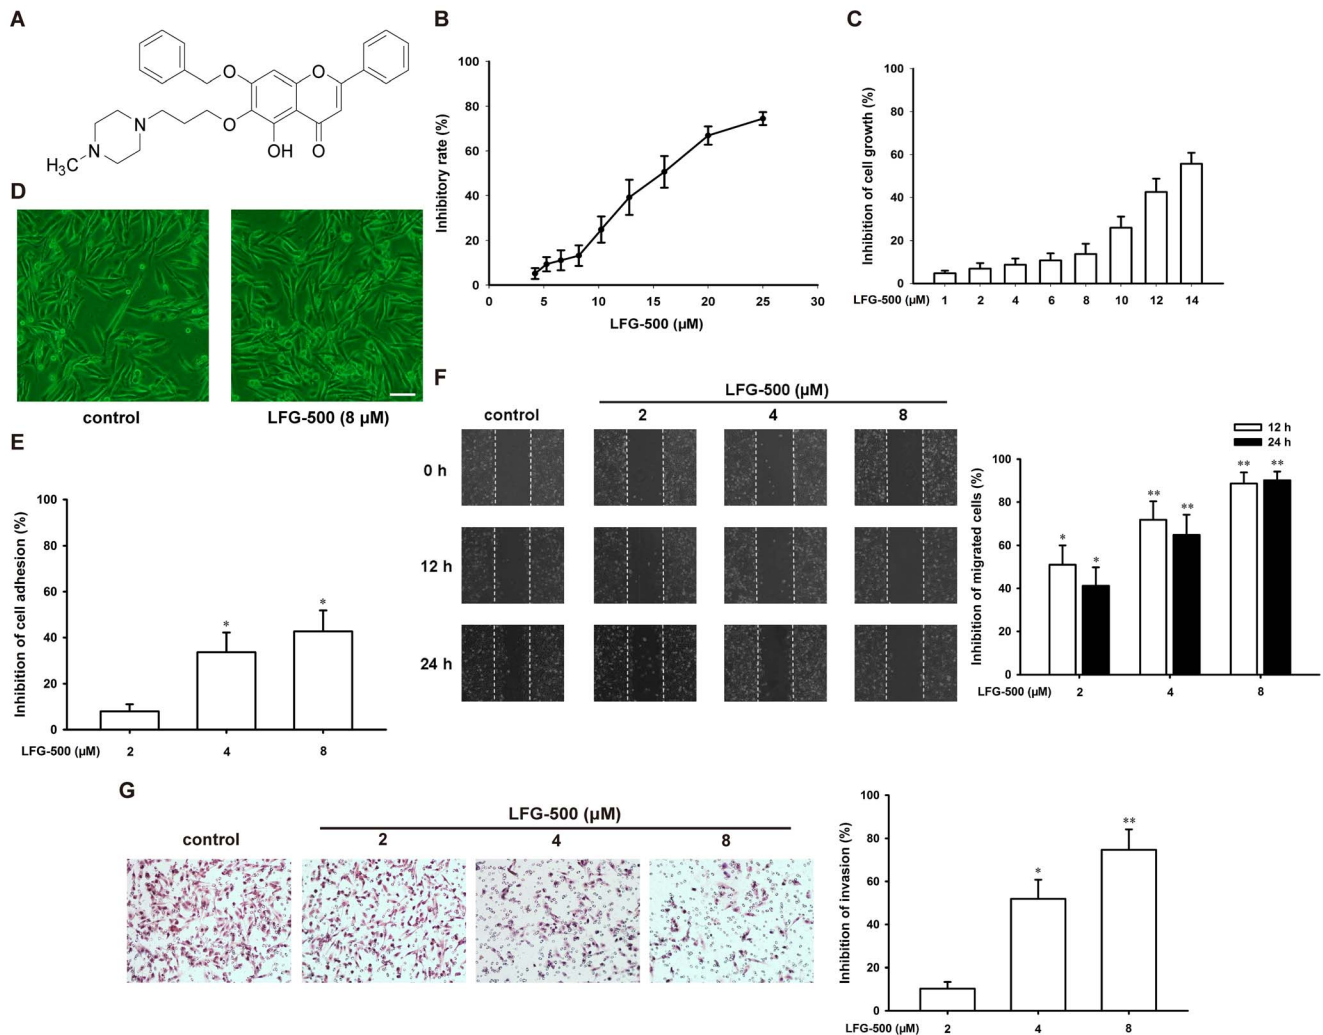 A
O
O
N
N
O
OH
O
H₃C
B
Inhibitory rate (%)
100
80
60
40
20
0
0 5 10 15 20 25 30
LFG-500 (μM)
C
Inhibition of cell growth (%)
100
80
60
40
20
0
LFG-500 (μM) 1 2 4 6 8 10 12 14
D
control LFG-500 (8 μM)
E
Inhibition of cell adhesion (%)
100
80
60
40
20
0
* *
LFG-500 (μM) 2 4 8
F
LFG-500 (μM)
control 2 4 8
0 h
12 h
24 h
12 h
24 h
Inhibition of migrated cells (%)
100
80
60
40
20
0
* * ** ** ** **
LFG-500 (μM) 2 4 8
G
LFG-500 (μM)
control 2 4 8
Inhibition of invasion (%)
100
80
60
40
20
0
* **
LFG-500 (μM) 2 4 8